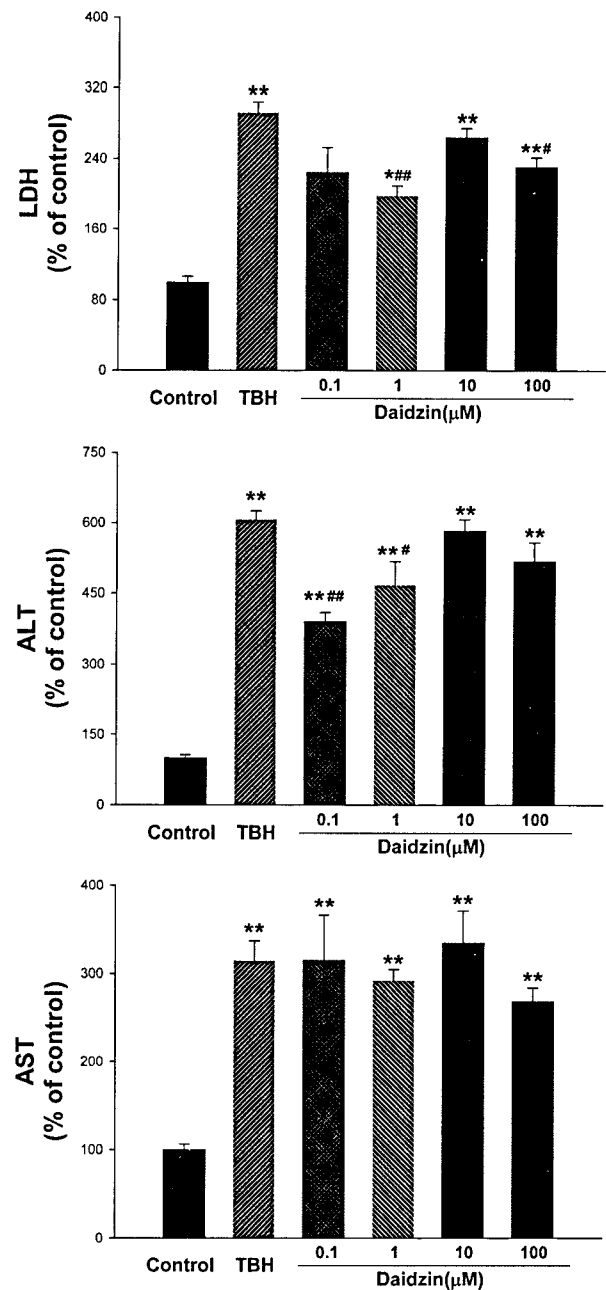 LDH
(% of control)
400
320
240
160
80
0
**
*##
**
**#
Control TBH 0.1 1 10 100
Daidzin(μM)
ALT
(% of control)
750
600
450
300
150
0
**
**##
**#
**
**
Control TBH 0.1 1 10 100
Daidzin(μM)
AST
(% of control)
400
300
200
100
0
**
**
**
**
**
Control TBH 0.1 1 10 100
Daidzin(μM)